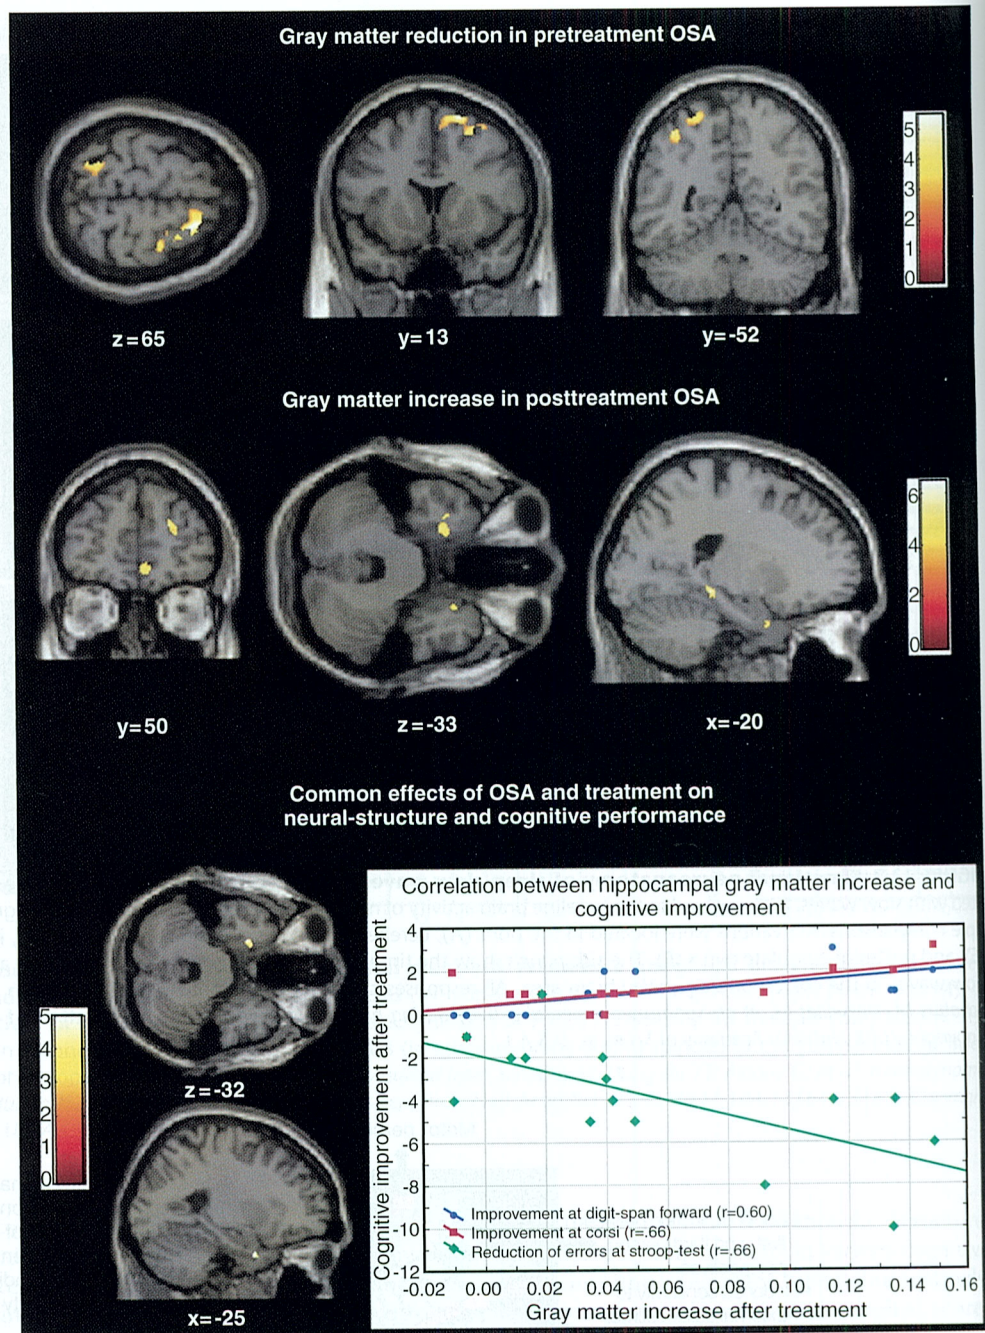 Gray matter reduction in pretreatment OSA
5
4
3
2
1
0
z=65
y=13
y=-52
Gray matter increase in posttreatment OSA
6
4
2
0
y=50
z=-33
x=-20
Common effects of OSA and treatment on
neural-structure and cognitive performance
5
4
3
2
1
0
z=-32
x=-25
Correlation between hippocampal gray matter increase and
cognitive improvement
Cognitive improvement after treatment
4
2
0
-2
-4
-6
-8
-10
-12
Improvement at digit-span forward (r=0.60)
Improvement at corsi (r=.66)
Reduction of errors at stroop-test (r=.66)
-0.02 0.00 0.02 0.04 0.06 0.08 0.10 0.12 0.14 0.16
Gray matter increase after treatment